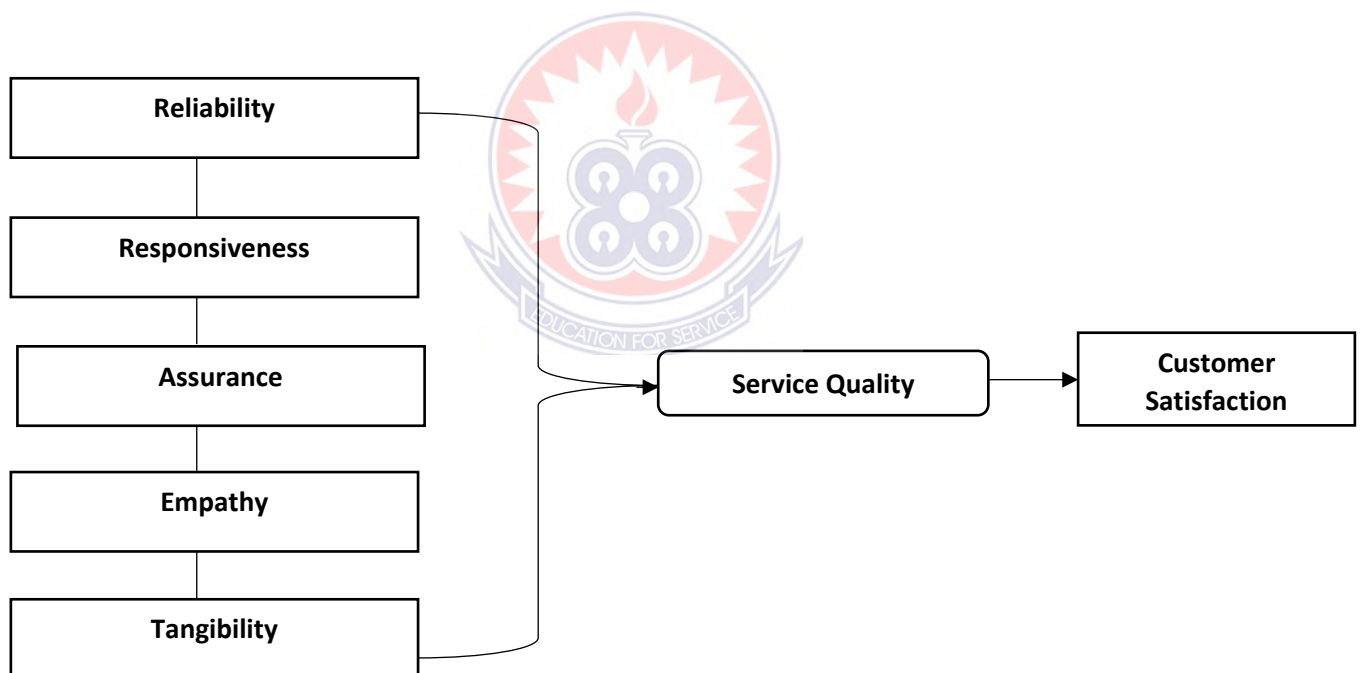 Reliability
Responsiveness
Assurance
Empathy
Tangibility
EDUCATION FOR SERVICE
Service Quality
Customer
Satisfaction